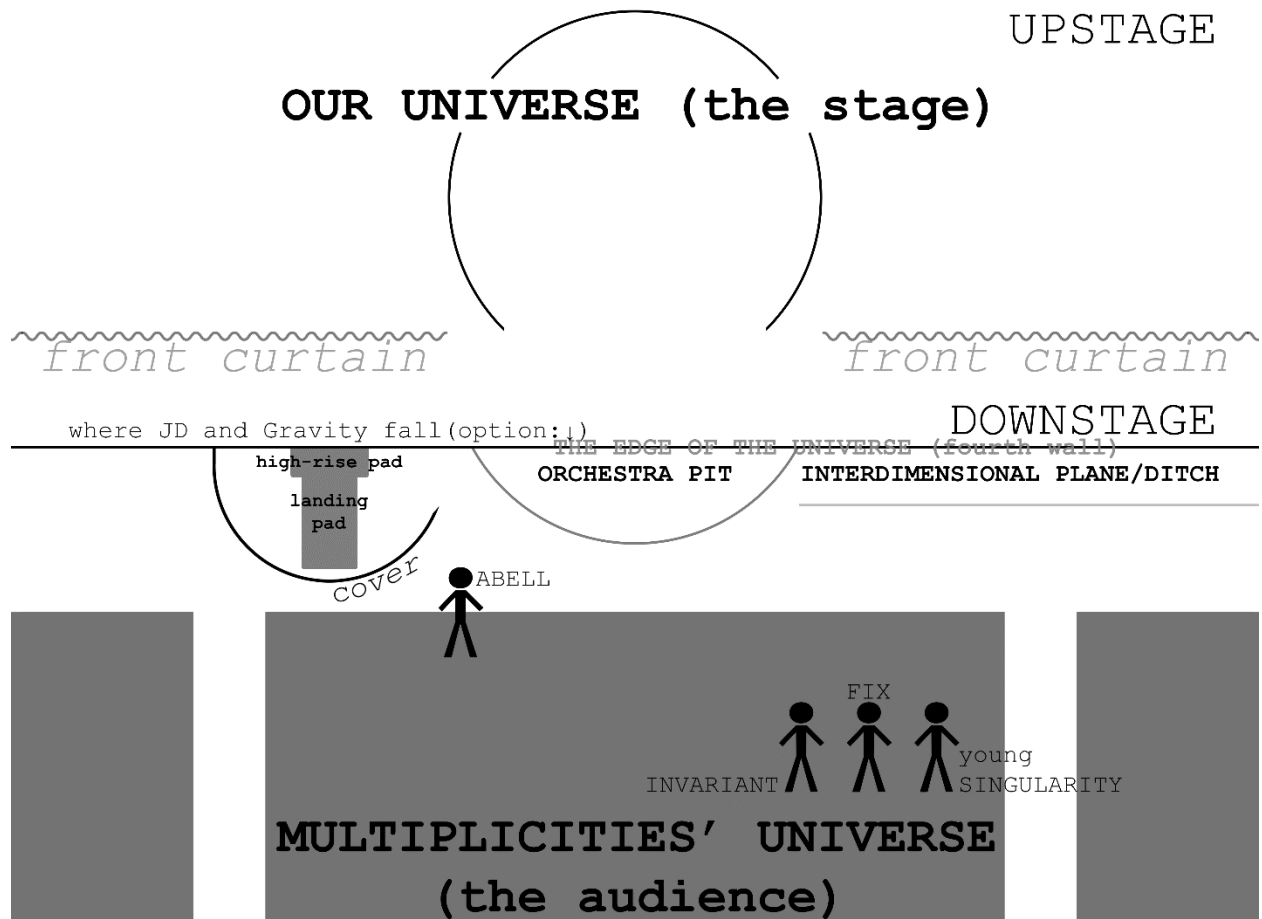 UPSTAGE
OUR UNIVERSE (the stage)
front curtain
front curtain
DOWNSTAGE
where JD and Gravity fall(option:↓)
THE EDGE OF THE UNIVERSE (fourth wall)
high-rise pad
ORCHESTRA PIT
INTERDIMENSIONAL PLANE/DITCH
landing
pad
cover
ABELL
FIX
INVARIANT
young
SINGULARITY
MULTIPLICITIES’ UNIVERSE
(the audience)